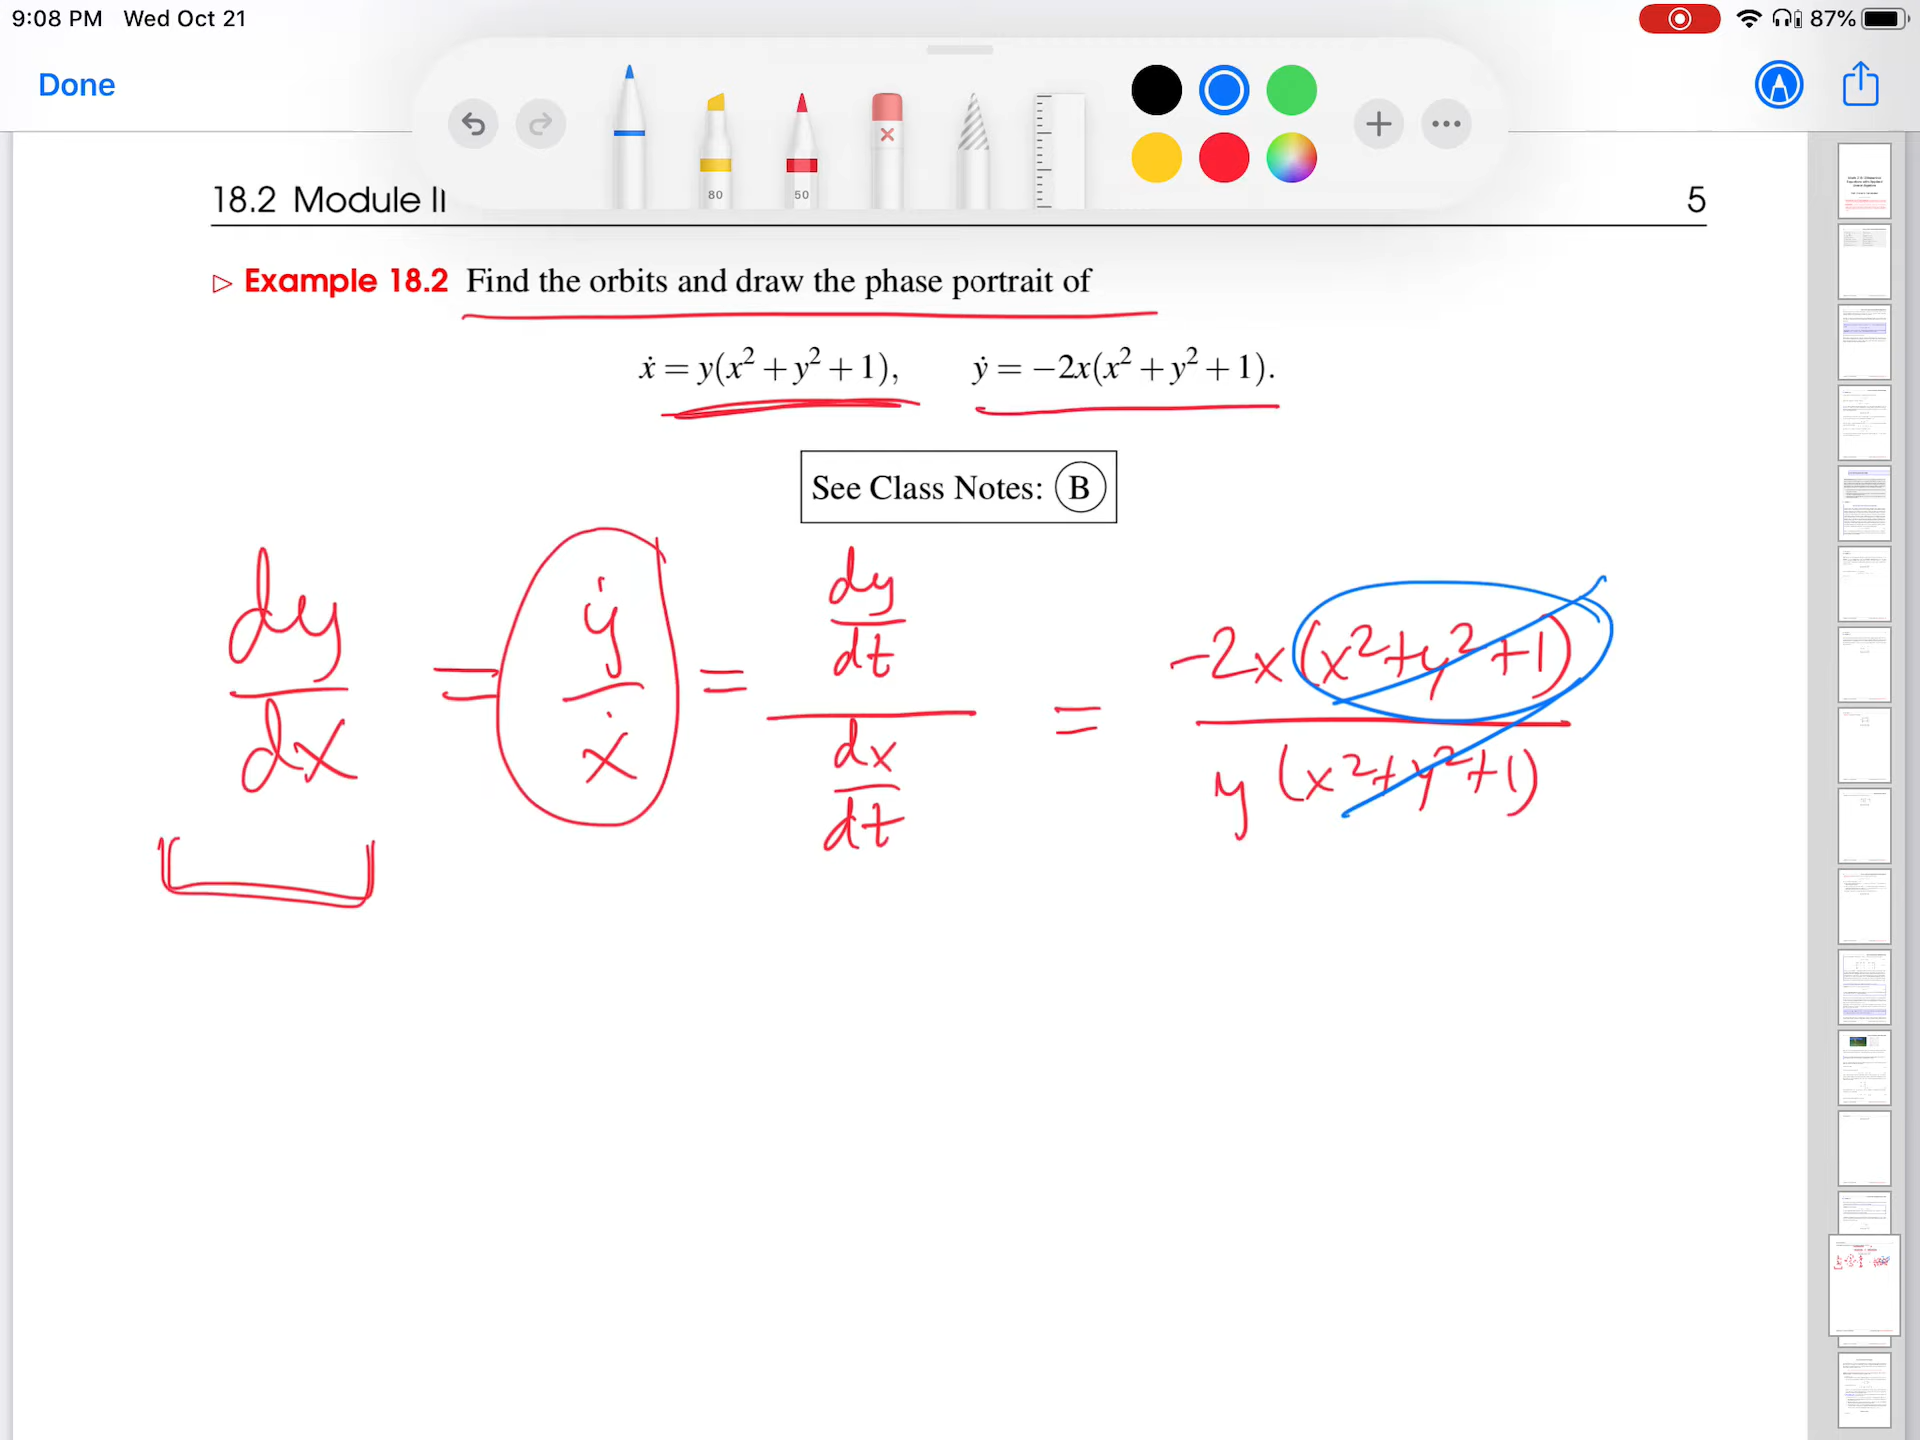 9:08 PM Wed Oct 21
87%
Done
80
50
18.2 Module II
5
▷ Example 18.2 Find the orbits and draw the phase portrait of
ẋ = y(x² + y² + 1), ẏ = −2x(x² + y² + 1).
See Class Notes: Ⓑ
dy/dx = ẏ/ẋ = (dy/dt)/(dx/dt) = -2x(x²+y²+1)/y(x²+y²+1)